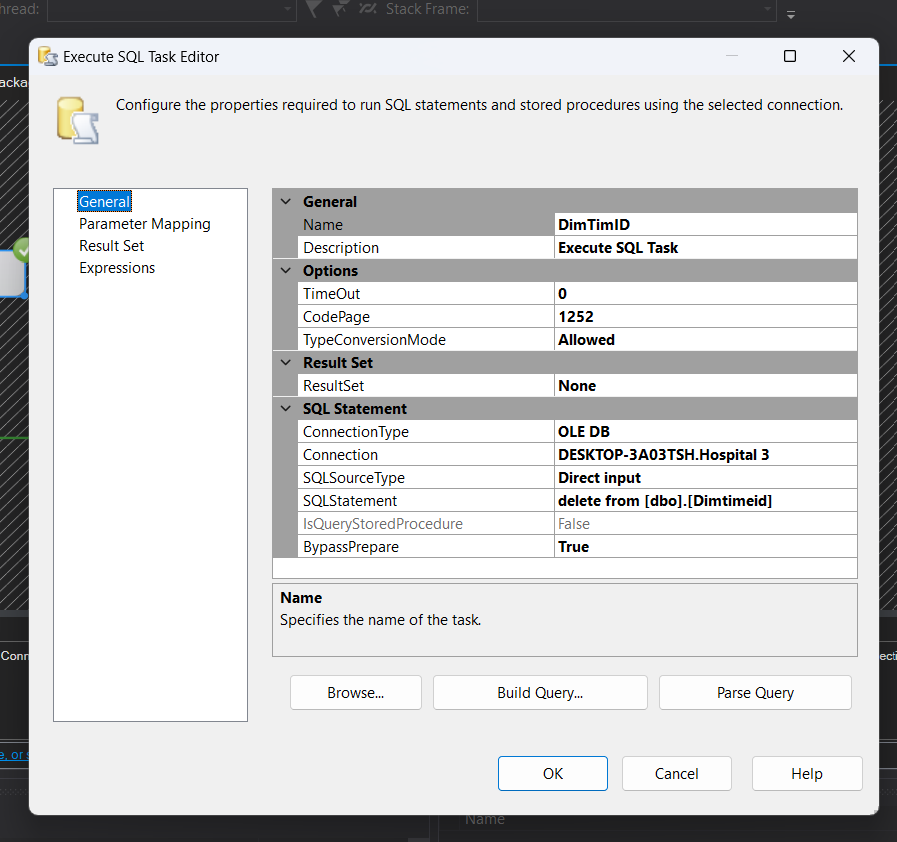 hread:
Stack Frame:
Execute SQL Task Editor
acka
Configure the properties required to run SQL statements and stored procedures using the selected connection.
General
Parameter Mapping
Result Set
Expressions
General
Name DimTimID
Description Execute SQL Task
Options
TimeOut 0
CodePage 1252
TypeConversionMode Allowed
Result Set
ResultSet None
SQL Statement
ConnectionType OLE DB
Connection DESKTOP-3A03TSH.Hospital 3
SQLSourceType Direct input
SQLStatement delete from [dbo].[Dimtimeid]
IsQueryStoredProcedure False
BypassPrepare True
Name
Specifies the name of the task.
Conn
ecti
Browse...
Build Query...
Parse Query
e, or s
OK
Cancel
Help
Name